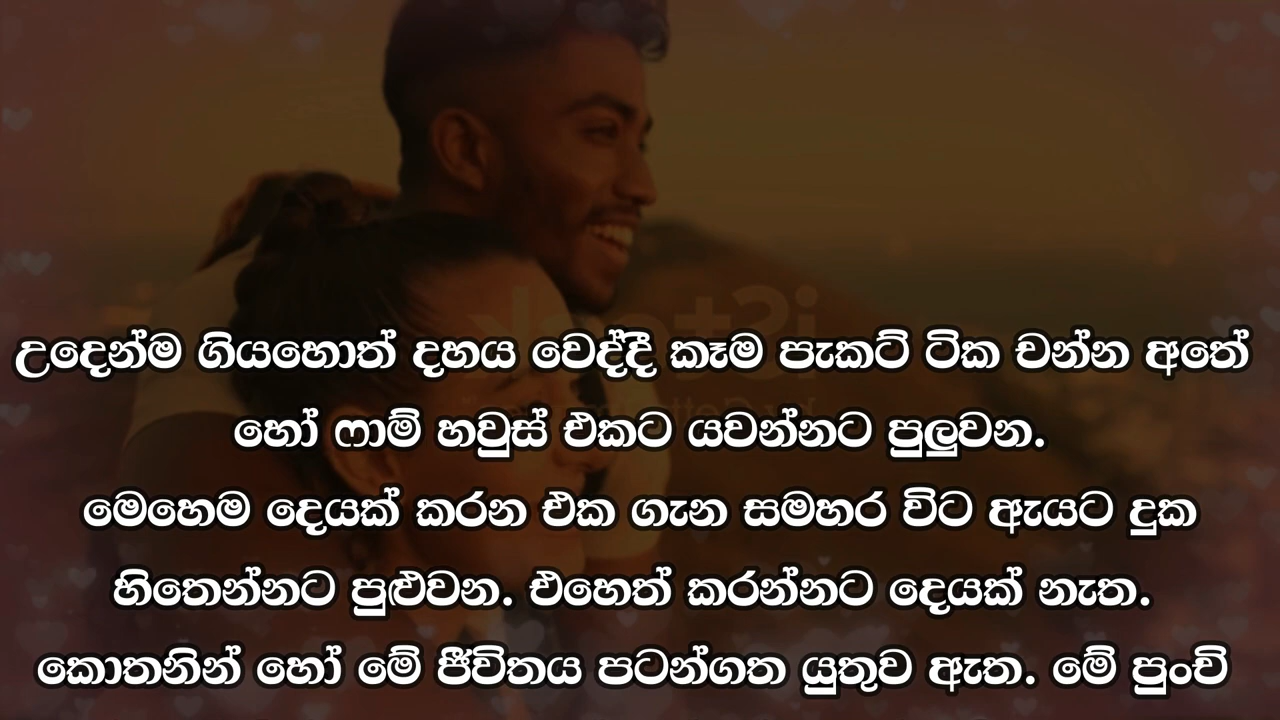 උදෙන්ම ගියහොත් දහය වෙද්දී කෑම පැකට් ටික චන්න අතේ
හෝ ෆාම් හවුස් එකට යවන්නට පුලුවන.
මෙහෙම දෙයක් කරන එක ගැන සමහර විට ඇයට දුක
හිතෙන්නට පුළුවන. එහෙත් කරන්නට දෙයක් නැත.
කොතනින් හෝ මේ ජීවිතය පටන්ගත යුතුව ඇත. මේ පුංචි